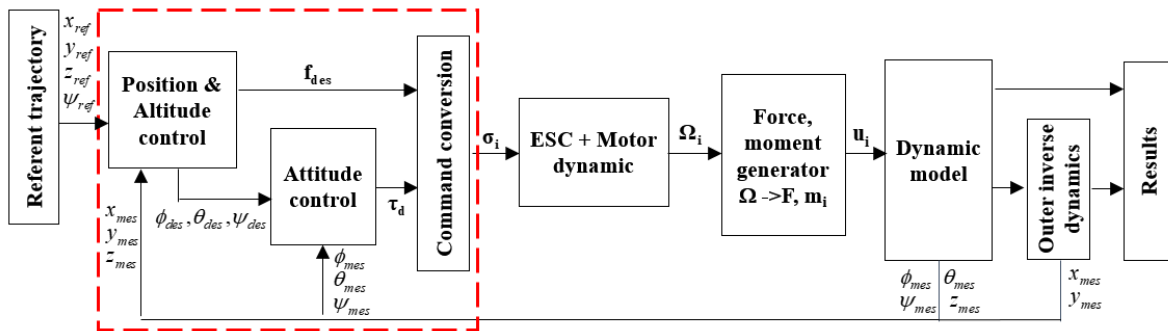 Referent trajectory
x_ref
y_ref
z_ref
ψ_ref
Position &
Altitude
control
f_des
Attitude
control
τ_d
ϕ_des, θ_des, ψ_des
x_mes
y_mes
z_mes
ϕ_mes
θ_mes
ψ_mes
Command conversion
σ_i
ESC + Motor
dynamic
Ω_i
Force,
moment
generator
Ω ->F, m_i
u_i
Dynamic
model
Outer inverse
dynamics
Results
ϕ_mes θ_mes
ψ_mes z_mes
x_mes
y_mes